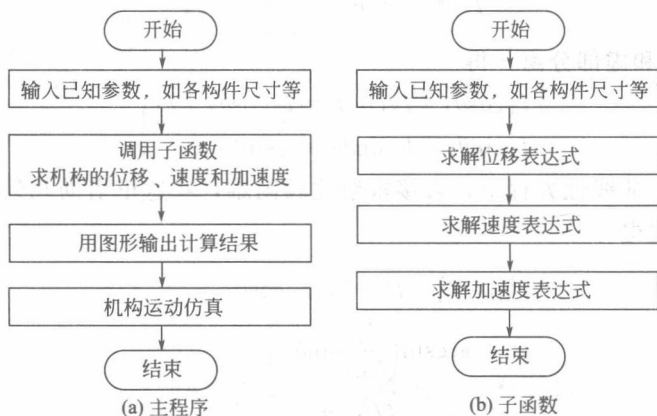 开始
输入已知参数，如各构件尺寸等
调用子函数
求机构的位移、速度和加速度
用图形输出计算结果
机构运动仿真
结束
(a) 主程序
开始
输入已知参数，如各构件尺寸等
求解位移表达式
求解速度表达式
求解加速度表达式
结束
(b) 子函数